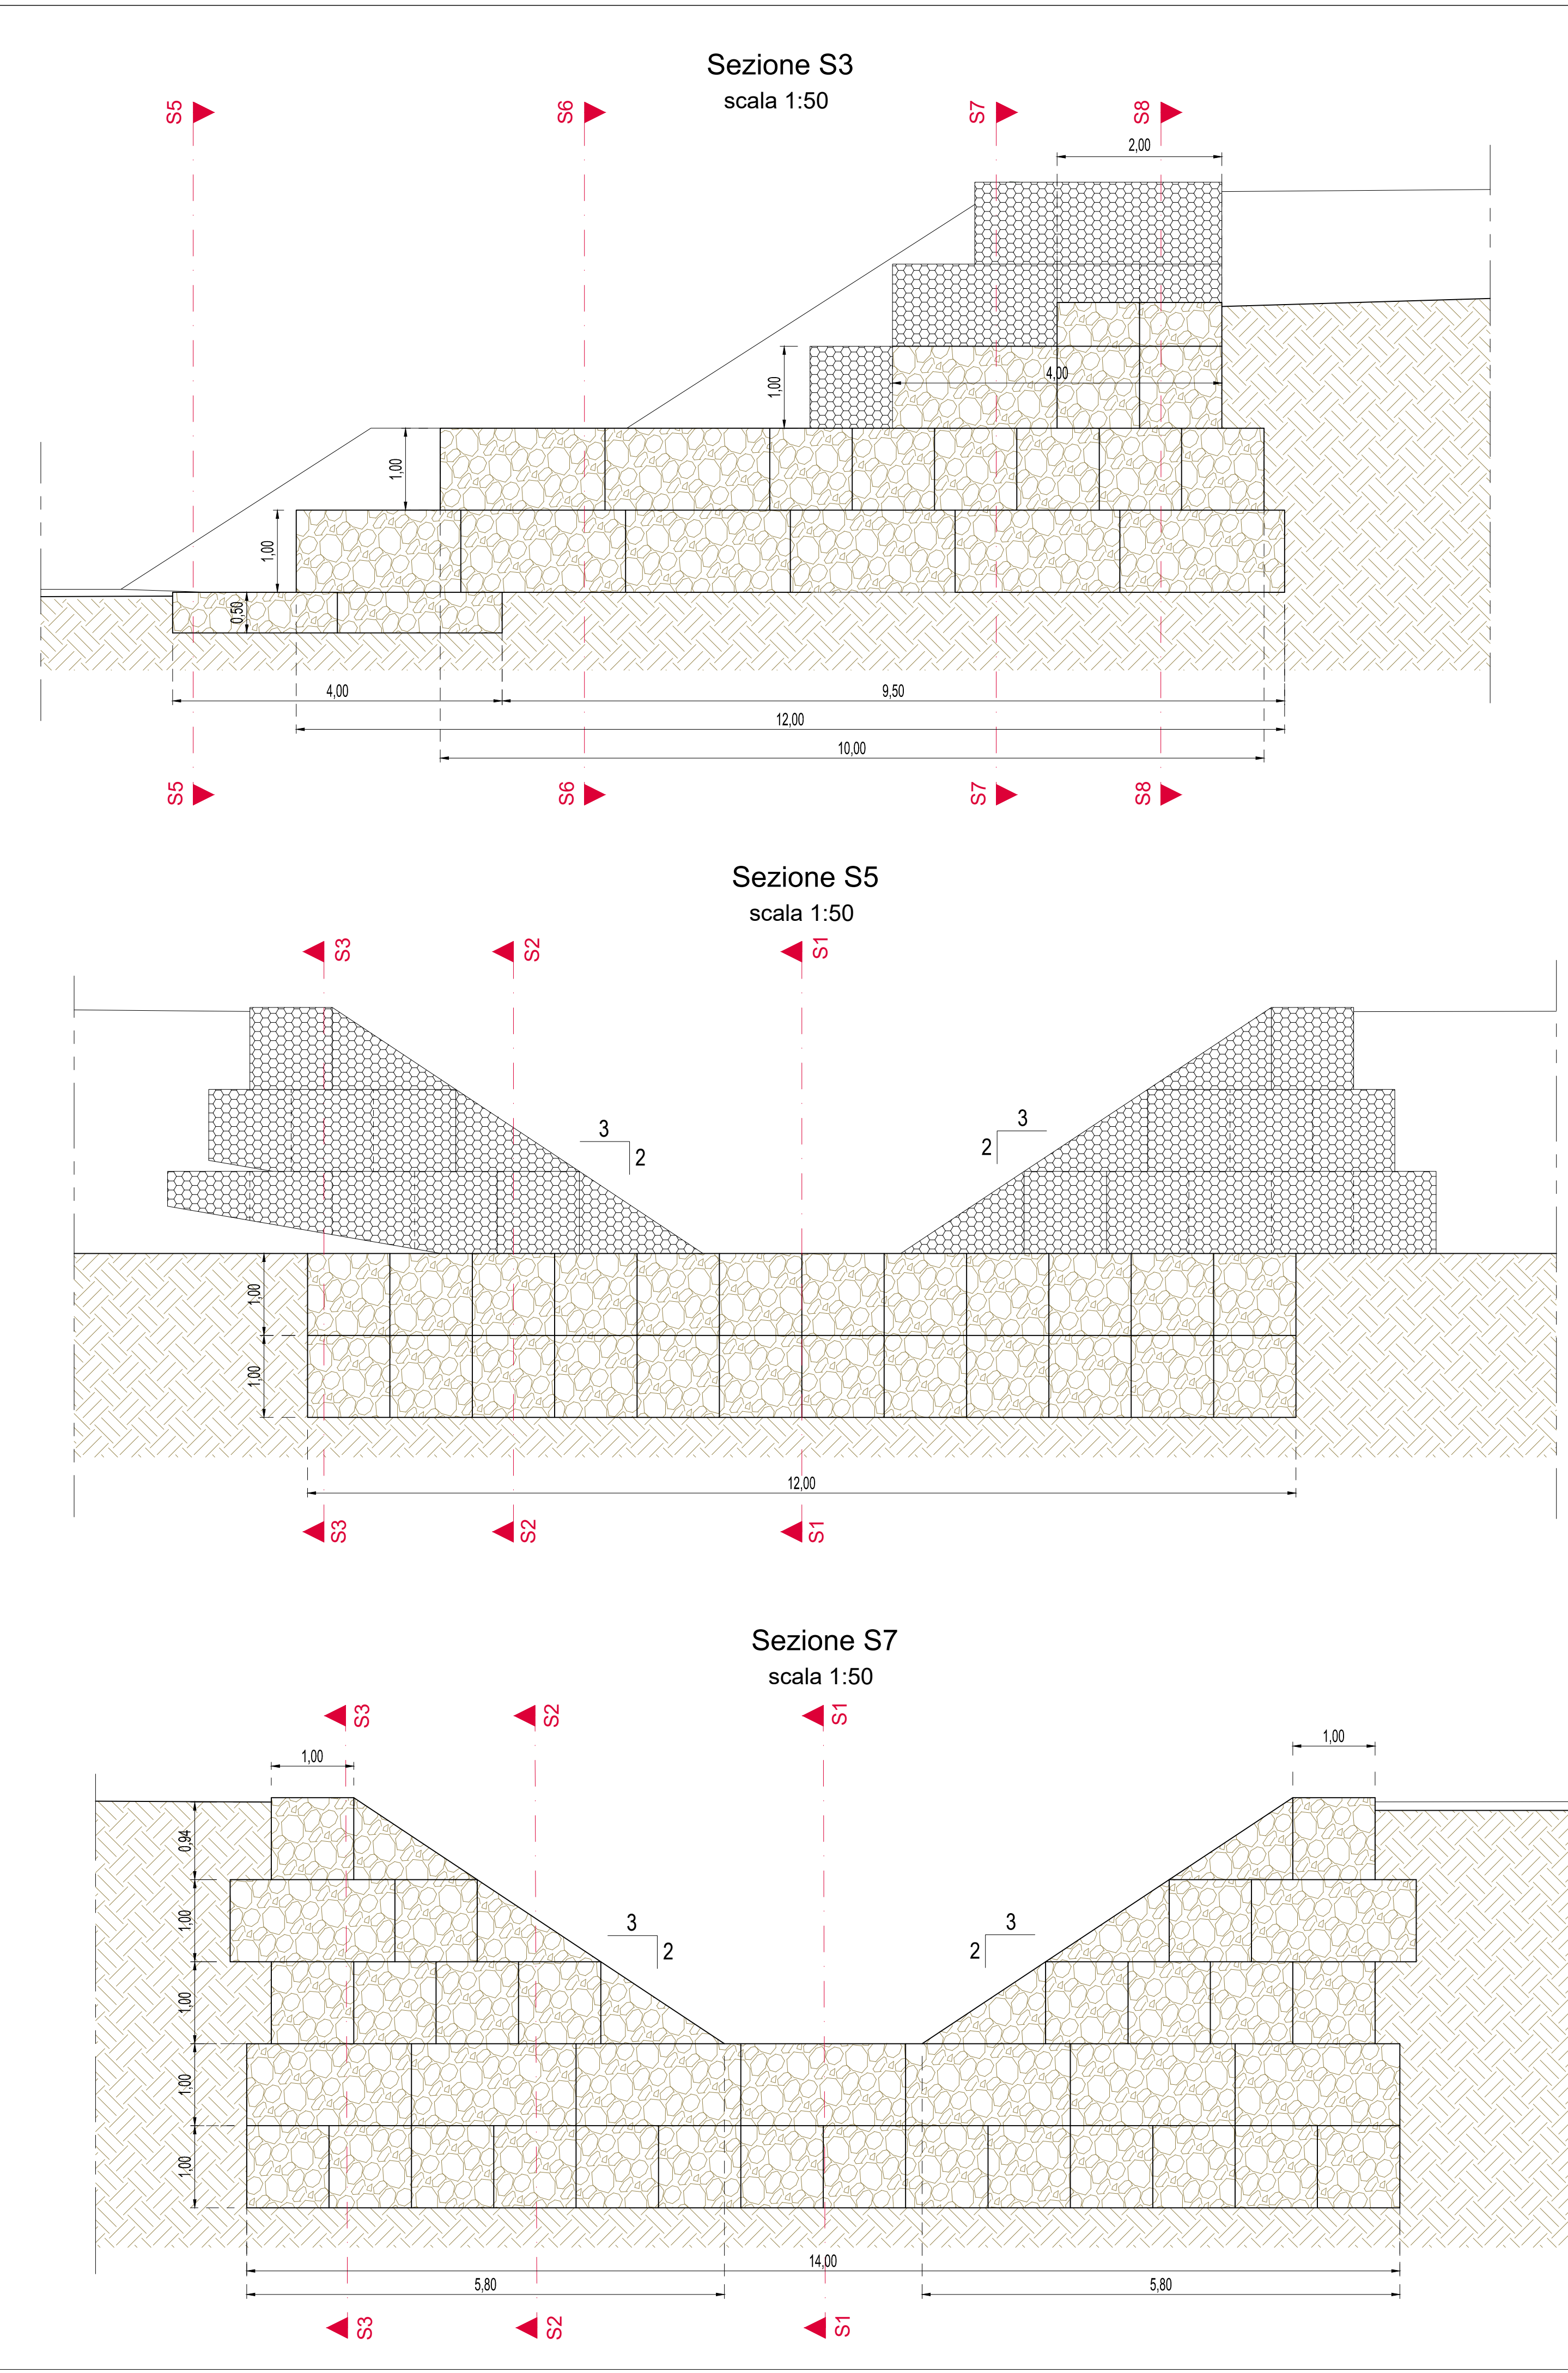 Sezione S3
scala 1:50
S5
S6
S7
S8
2,00
4,00
1,00
1,00
1,00
0,50
4,00
9,50
12,00
10,00
S5
S6
S7
S8
Sezione S5
scala 1:50
S3
S2
S1
3
2
3
2
1,00
1,00
12,00
S3
S2
S1
Sezione S7
scala 1:50
S3
S2
S1
1,00
1,00
0,94
1,00
3
2
3
2
1,00
1,00
1,00
14,00
5,80
5,80
S3
S2
S1